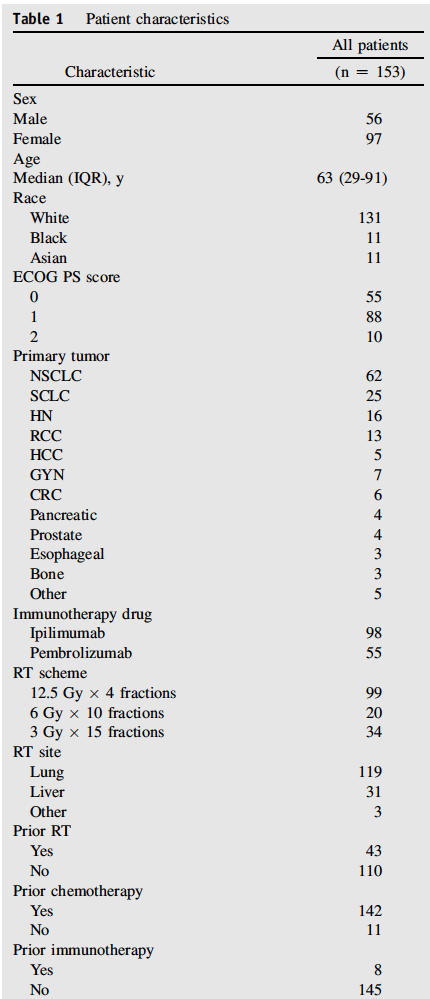 Table 1 Patient characteristics
All patients
Characteristic (n = 153)
Sex
Male 56
Female 97
Age
Median (IQR), y 63 (29-91)
Race
White 131
Black 11
Asian 11
ECOG PS score
0 55
1 88
2 10
Primary tumor
NSCLC 62
SCLC 25
HN 16
RCC 13
HCC 5
GYN 7
CRC 6
Pancreatic 4
Prostate 4
Esophageal 3
Bone 3
Other 5
Immunotherapy drug
Ipilimumab 98
Pembrolizumab 55
RT scheme
12.5 Gy × 4 fractions 99
6 Gy × 10 fractions 20
3 Gy × 15 fractions 34
RT site
Lung 119
Liver 31
Other 3
Prior RT
Yes 43
No 110
Prior chemotherapy
Yes 142
No 11
Prior immunotherapy
Yes 8
No 145